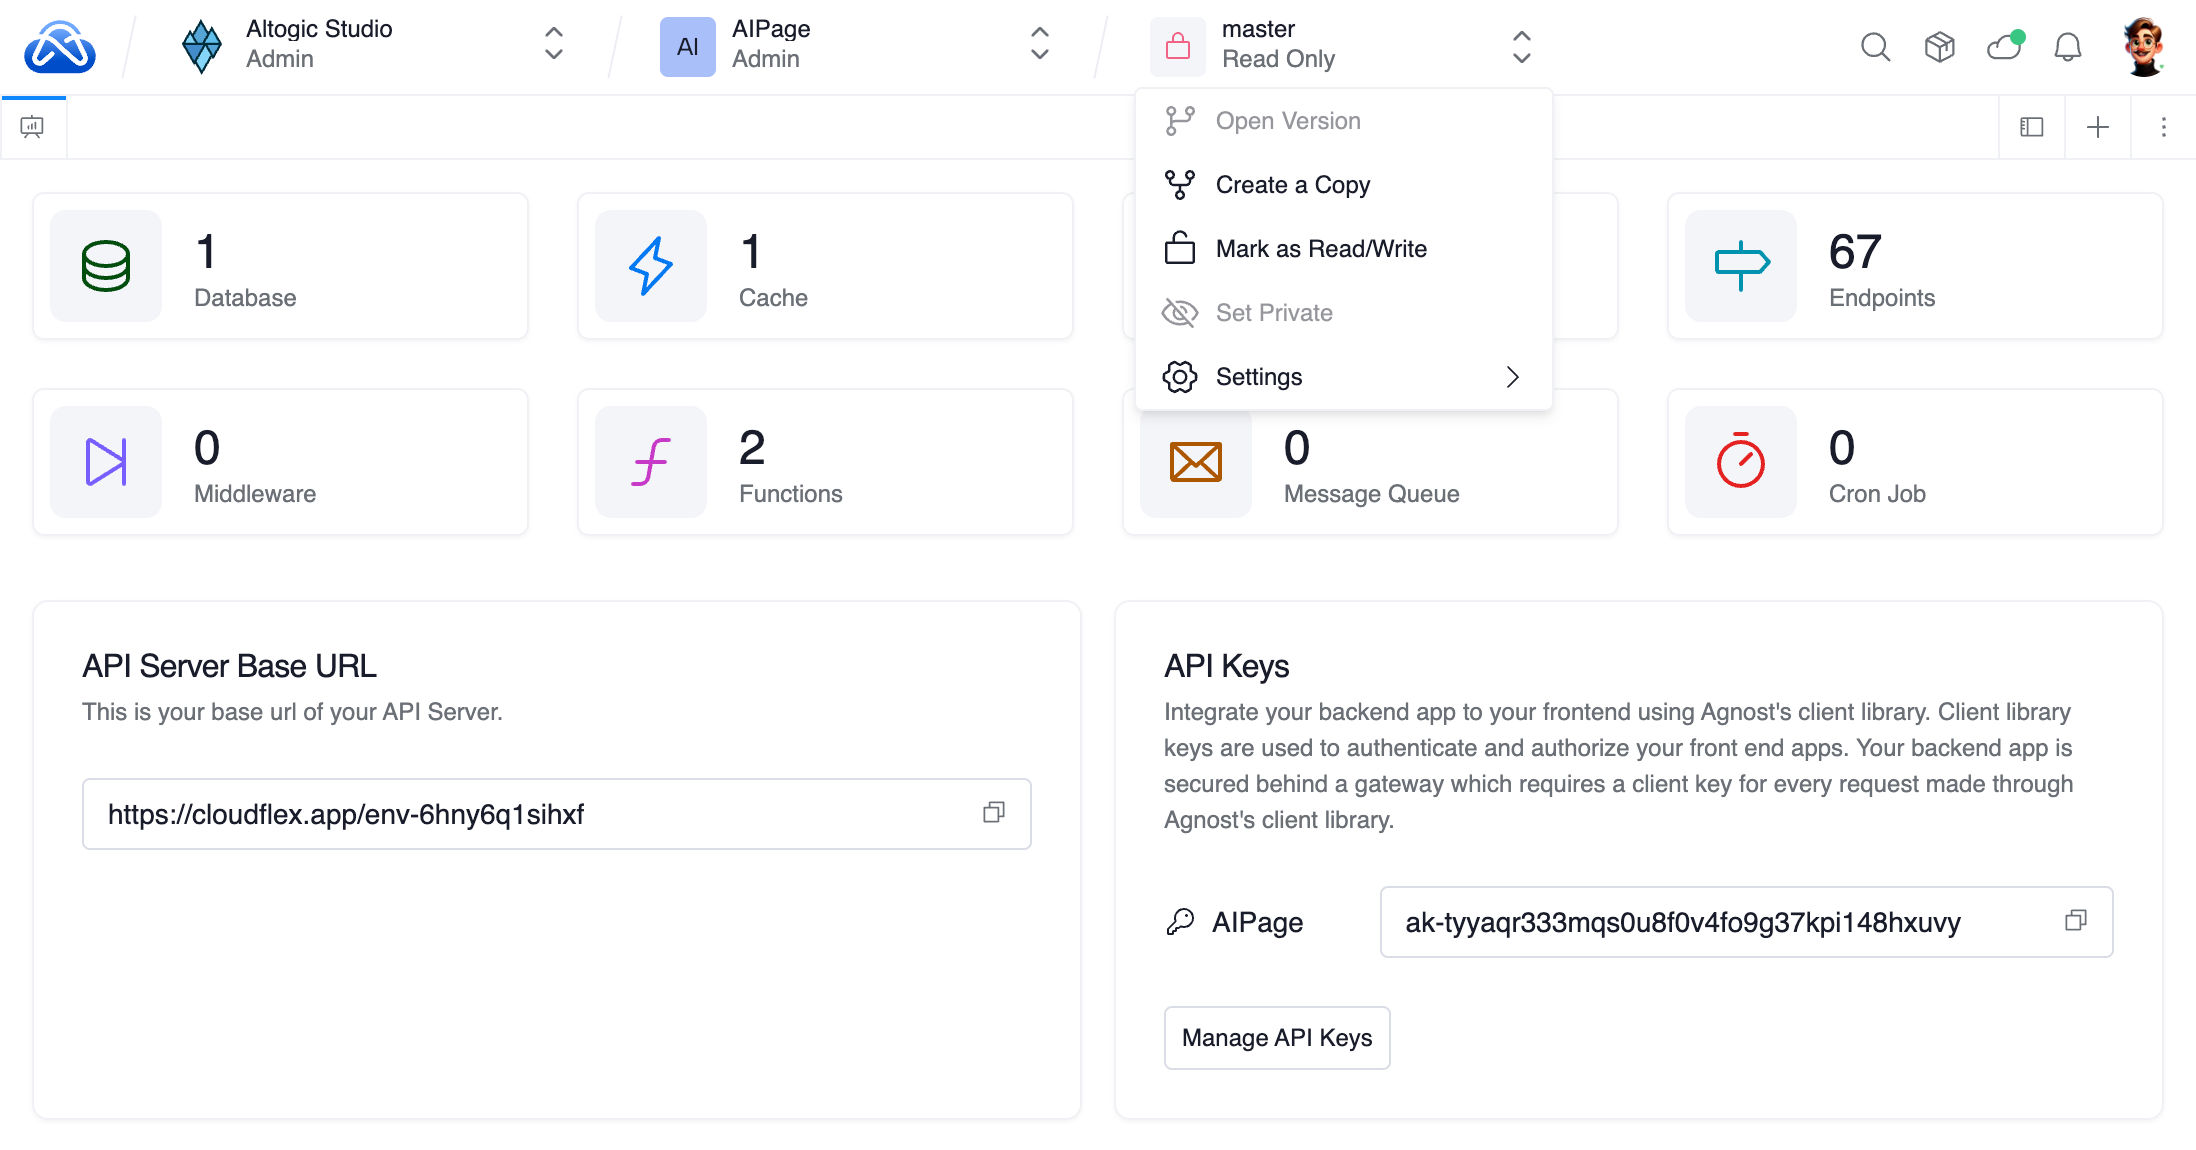 Altogic Studio
Admin
AI
AIPage
Admin
master
Read Only
Open Version
Create a Copy
Mark as Read/Write
Set Private
Settings
1
Database
1
Cache
67
Endpoints
0
Middleware
2
Functions
0
Message Queue
0
Cron Job
API Server Base URL
This is your base url of your API Server.
https://cloudflex.app/env-6hny6q1sihxf
API Keys
Integrate your backend app to your frontend using Agnost's client library. Client library
keys are used to authenticate and authorize your front end apps. Your backend app is
secured behind a gateway which requires a client key for every request made through
Agnost's client library.
AIPage
ak-tyyaqr333mqs0u8f0v4fo9g37kpi148hxuvy
Manage API Keys